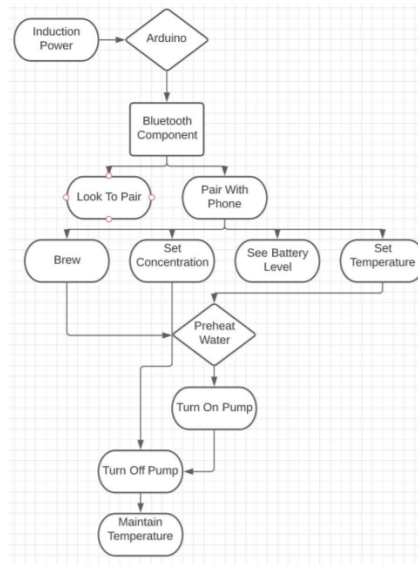 Induction
Power
Arduino
Bluetooth
Component
Look To Pair
Pair With
Phone
Brew
Set
Concentration
See Battery
Level
Set
Temperature
Preheat
Water
Turn On Pump
Turn Off Pump
Maintain
Temperature